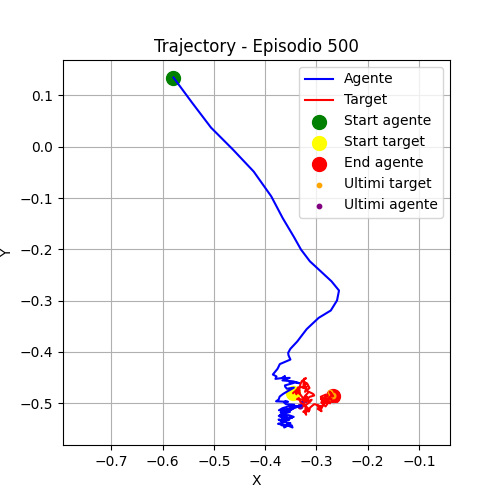 Trajectory - Episodio 500
Agente
Target
Start agente
Start target
End agente
Ultimi target
Ultimi agente
0.1
0.0
−0.1
−0.2
−0.3
−0.4
−0.5
Y
−0.7
−0.6
−0.5
−0.4
−0.3
−0.2
−0.1
X